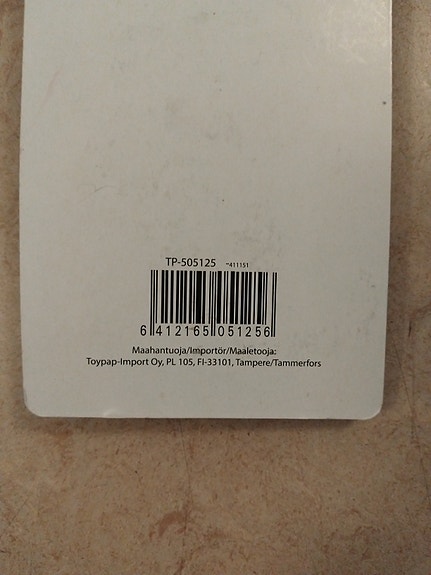 TP-505125 -411151
6 412165 051256
Maahantuoja/Importör/Maaletooja:
Toypap-Import Oy, PL 105, FI-33101, Tampere/Tammerfors